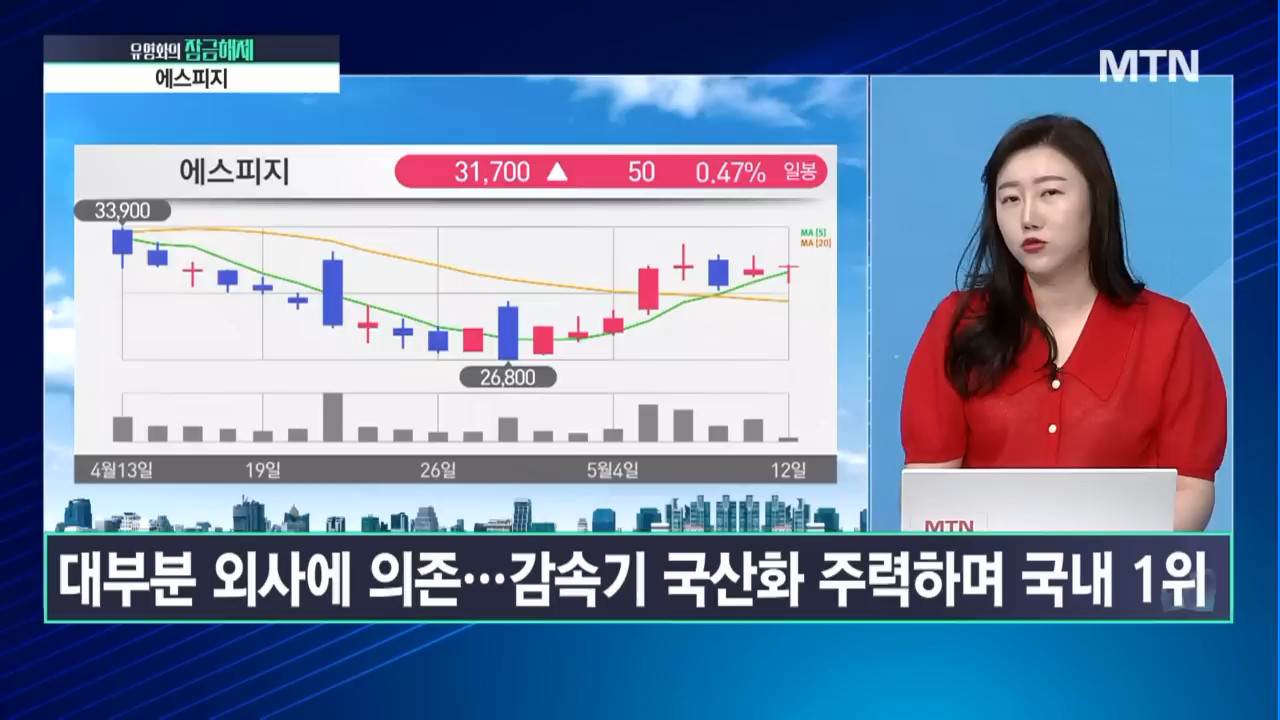 유명화의 잠금해제
에스피지
MTN
에스피지
31,700 ▲ 50 0.47% 일봉
33,900
MA [5]
MA [20]
26,800
4월13일 19일 26일 5월4일 12일
MTN
대부분 외사에 의존…감속기 국산화 주력하며 국내 1위